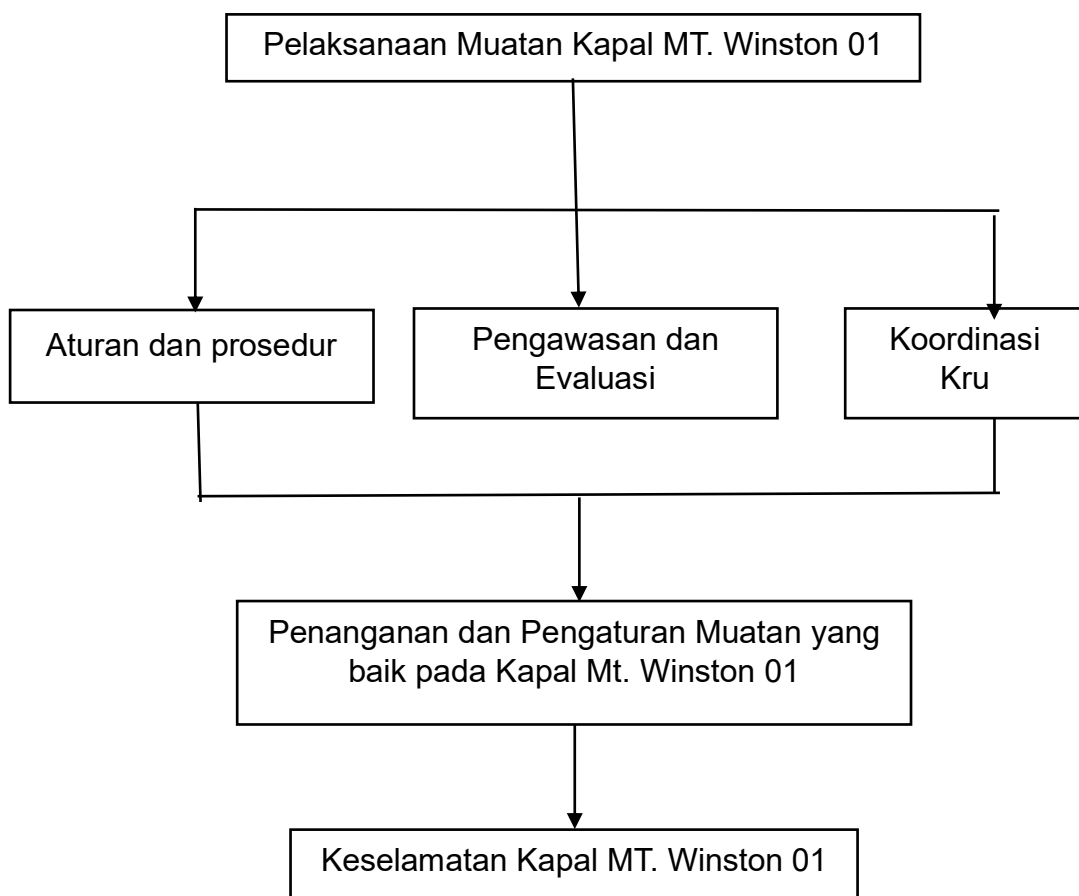 Pelaksanaan Muatan Kapal MT. Winston 01
Aturan dan prosedur
Pengawasan dan
Evaluasi
Koordinasi
Kru
Penanganan dan Pengaturan Muatan yang
baik pada Kapal Mt. Winston 01
Keselamatan Kapal MT. Winston 01